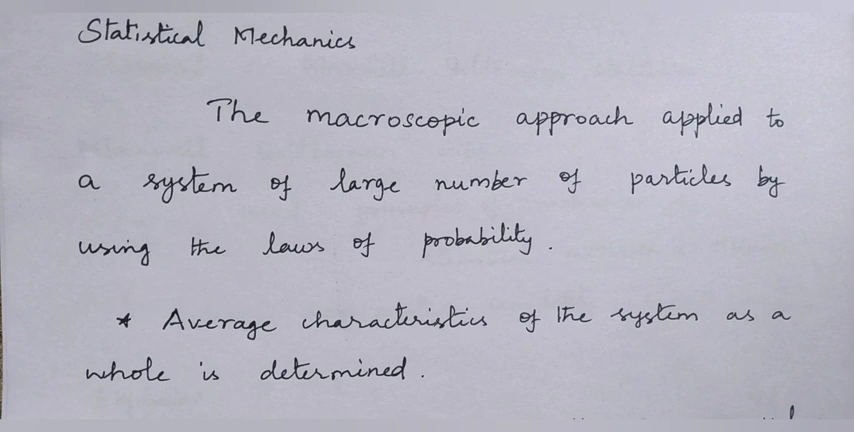 Statistical Mechanics
The macroscopic approach applied to
a system of large number of particles by
using the laws of probability.
* Average characteristics of the system as a
whole is determined.